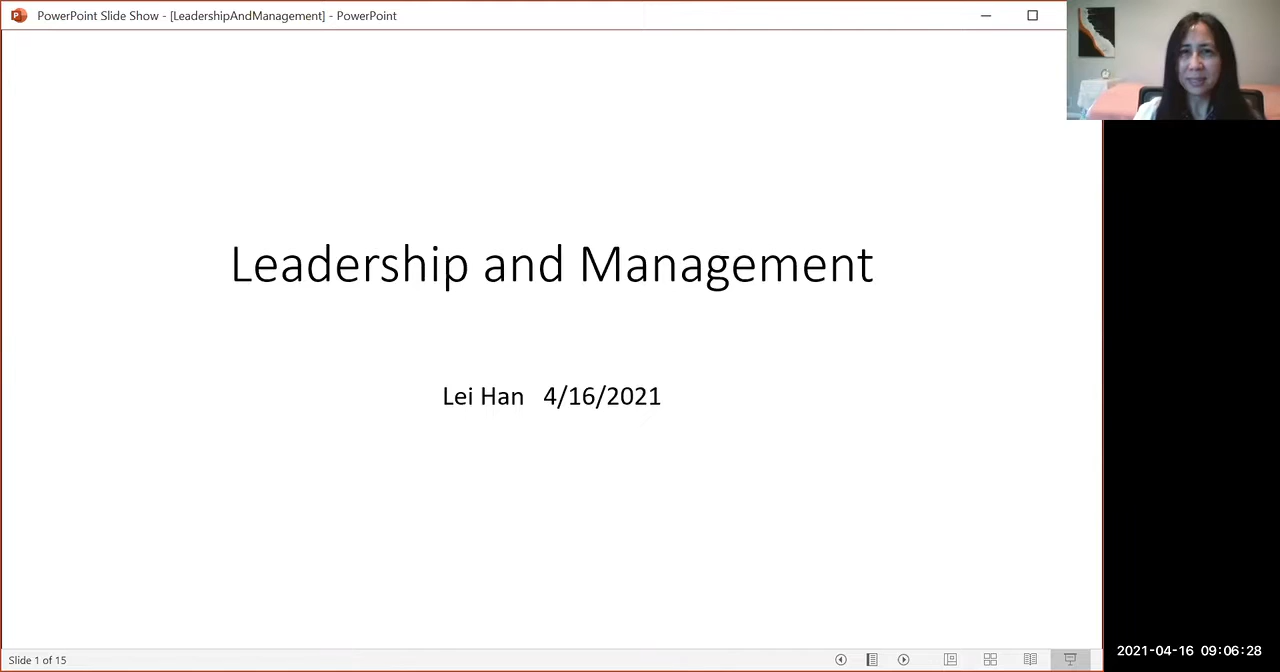 PowerPoint Slide Show - [LeadershipAndManagement] - PowerPoint
Leadership and Management
Lei Han 4/16/2021
Slide 1 of 15
2021-04-16 09:06:28